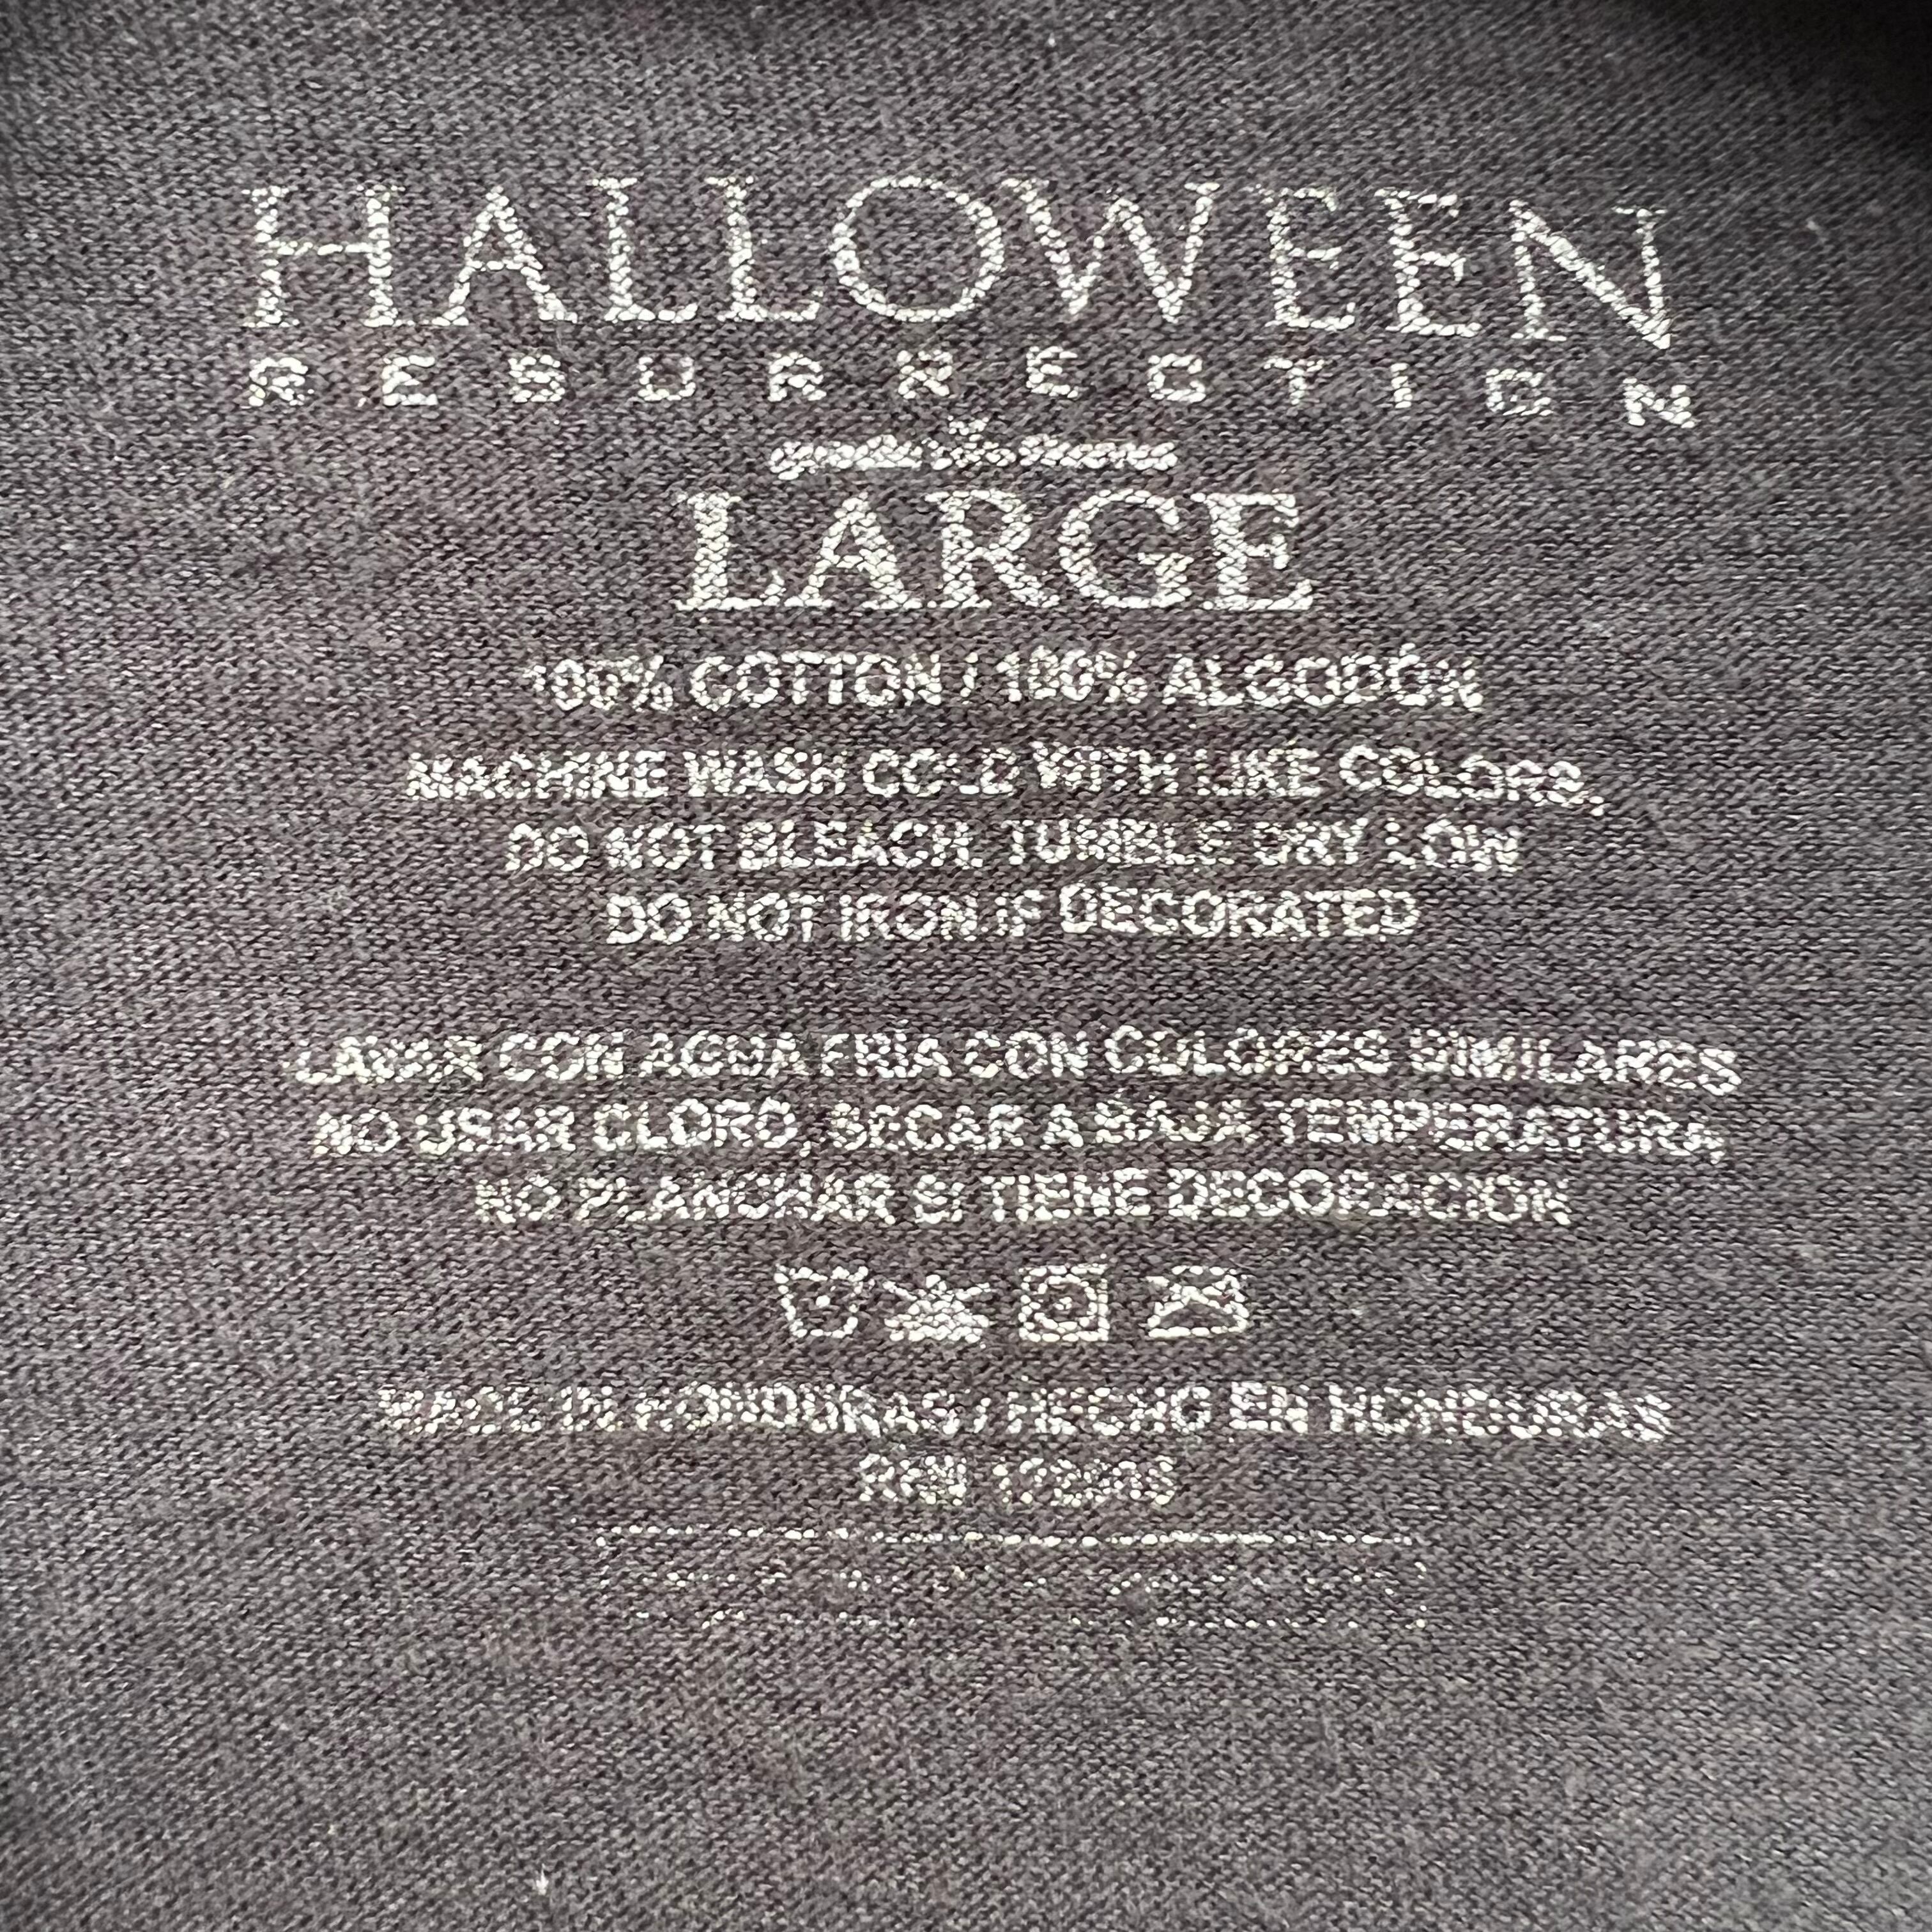 HALLOWEEN
RESURRECTION
LARGE
100% COTTON / 100% ALGODÓN
MACHINE WASH COLD WITH LIKE COLORS,
DO NOT BLEACH, TUMBLE DRY LOW
DO NOT IRON IF DECORATED
LAVAR CON AGUA FRIA CON COLORES SIMILARES
NO USAR CLORO, SECAR A BAJA TEMPERATURA,
NO PLANCHAR SI TIENE DECORACION
MADE IN HONDURAS / HECHO EN HONDURAS
RN